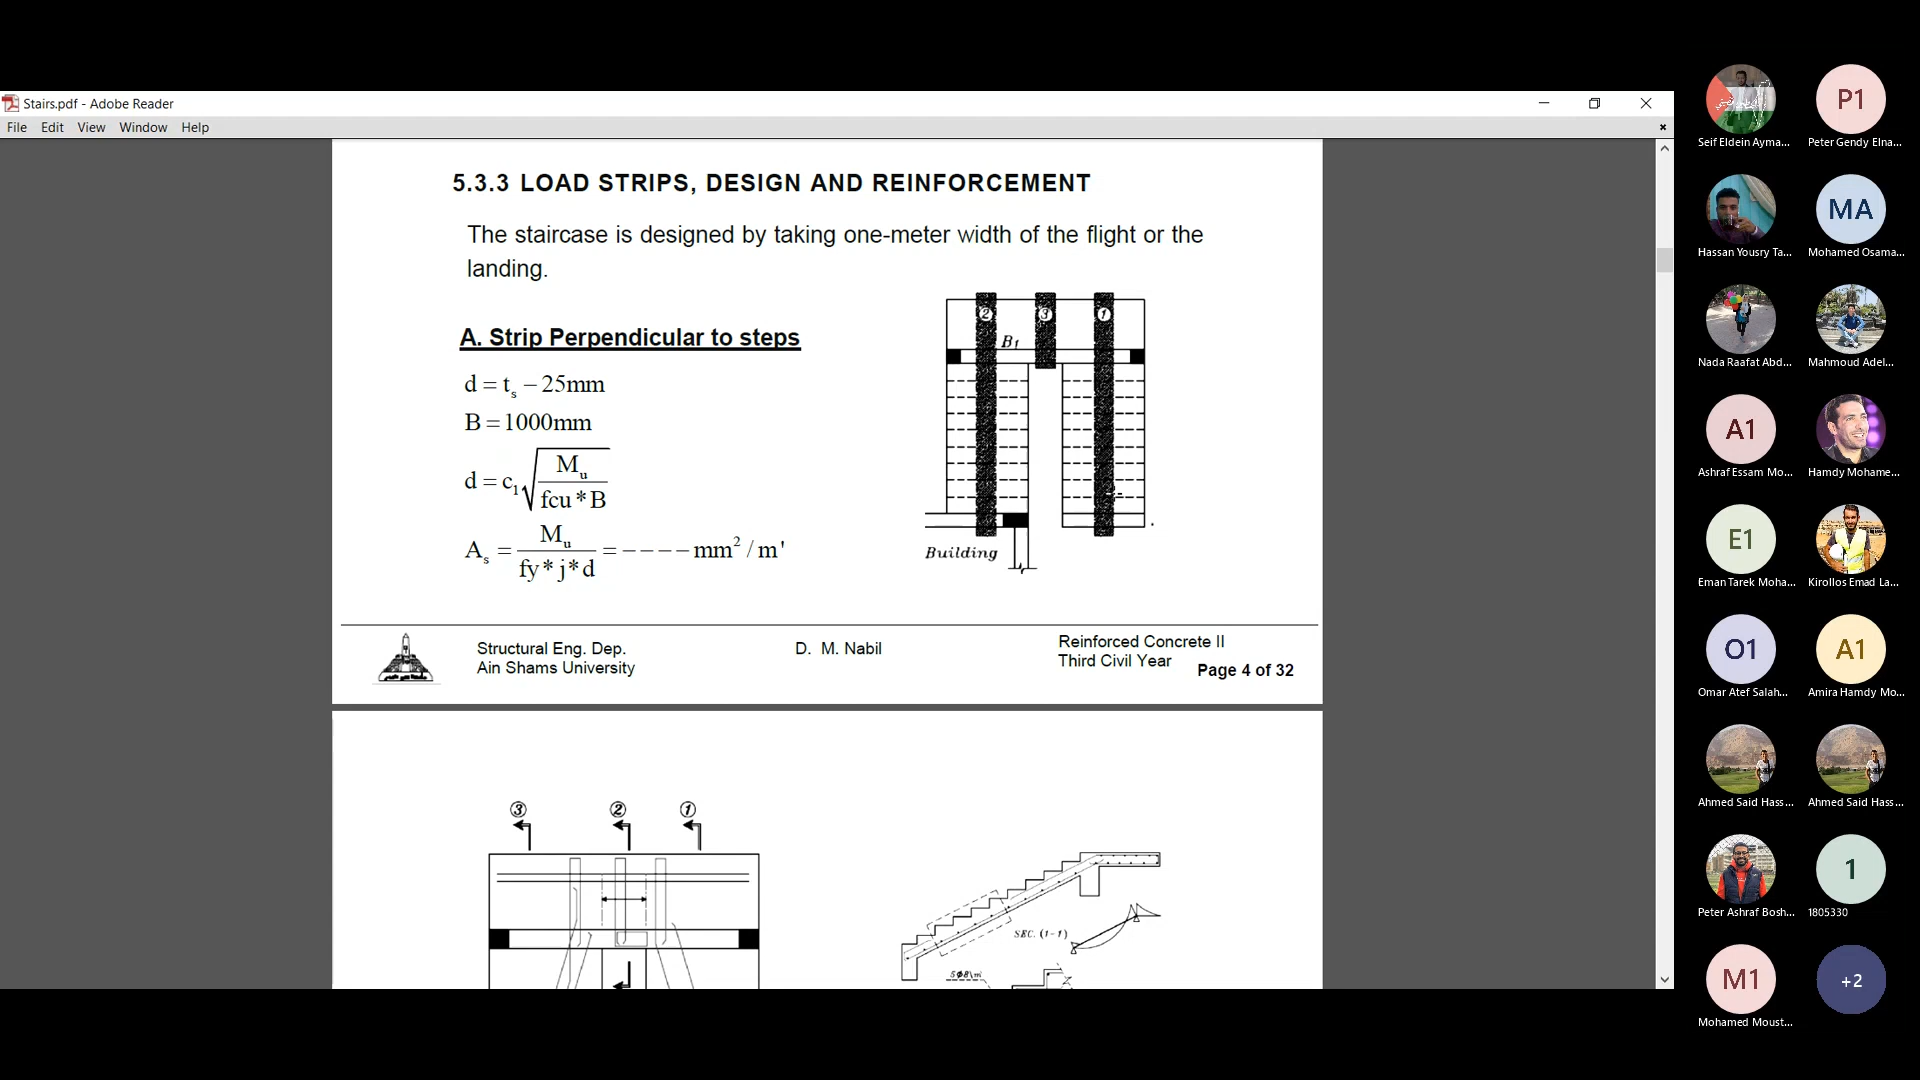 Stairs.pdf - Adobe Reader
File Edit View Window Help
5.3.3 LOAD STRIPS, DESIGN AND REINFORCEMENT
The staircase is designed by taking one-meter width of the flight or the
landing.
A. Strip Perpendicular to steps
d = tₛ − 25mm
B = 1000mm
d = c₁ √(Mᵤ / fcu * B)
Aₛ = Mᵤ / fy * j * d = − − − − mm² / m'
② ③ ①
B₁
Building
Structural Eng. Dep.
Ain Shams University
D. M. Nabil
Reinforced Concrete II
Third Civil Year
Page 4 of 32
③ ② ①
SEC. (1-1)
5Φ8\m'
Seif Eldein Ayma...
P1
Peter Gendy Elna...
Hassan Yousry Ta...
MA
Mohamed Osama...
Nada Raafat Abd...
Mahmoud Adel...
A1
Ashraf Essam Mo...
Hamdy Mohame...
E1
Eman Tarek Moha...
Kirollos Emad La...
O1
Omar Atef Salah...
A1
Amira Hamdy Mo...
Ahmed Said Hass...
Ahmed Said Hass...
Peter Ashraf Bosh...
1
1805330
M1
Mohamed Moust...
+2